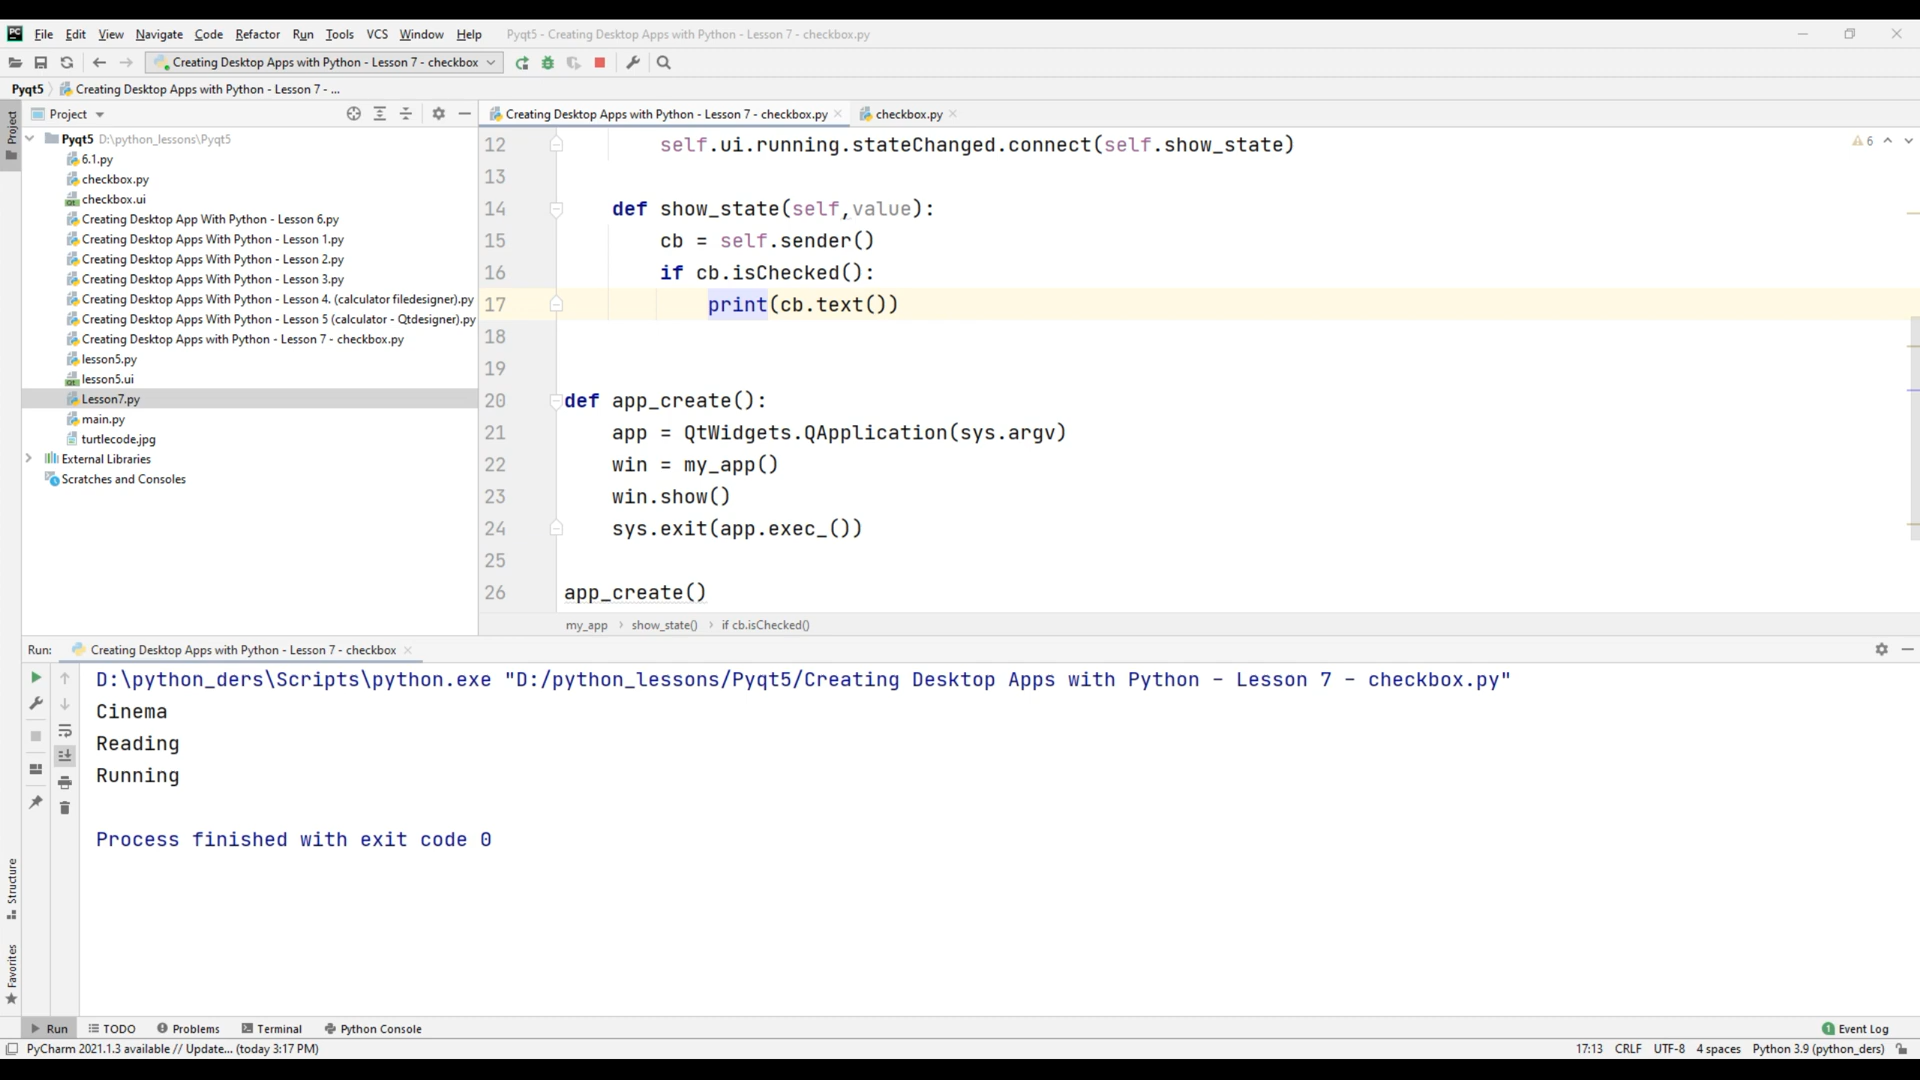 PC File Edit View Navigate Code Refactor Run Tools VCS Window Help Pyqt5 - Creating Desktop Apps with Python - Lesson 7 - checkbox.py
Creating Desktop Apps with Python - Lesson 7 - checkbox
Pyqt5 Creating Desktop Apps with Python - Lesson 7 - ...
Project
Project
Pyqt5 D:\python_lessons\Pyqt5
6.1.py
checkbox.py
checkbox.ui
Creating Desktop App With Python - Lesson 6.py
Creating Desktop Apps With Python - Lesson 1.py
Creating Desktop Apps With Python - Lesson 2.py
Creating Desktop Apps With Python - Lesson 3.py
Creating Desktop Apps With Python - Lesson 4. (calculator filedesigner).py
Creating Desktop Apps With Python - Lesson 5 (calculator - Qtdesigner).py
Creating Desktop Apps with Python - Lesson 7 - checkbox.py
lesson5.py
lesson5.ui
Lesson7.py
main.py
turtlecode.jpg
External Libraries
Scratches and Consoles
Creating Desktop Apps with Python - Lesson 7 - checkbox.py checkbox.py
6
12 self.ui.running.stateChanged.connect(self.show_state)
13
14 def show_state(self,value):
15 cb = self.sender()
16 if cb.isChecked():
17 print(cb.text())
18
19
20 def app_create():
21 app = QtWidgets.QApplication(sys.argv)
22 win = my_app()
23 win.show()
24 sys.exit(app.exec_())
25
26 app_create()
my_app › show_state() › if cb.isChecked()
Run: Creating Desktop Apps with Python - Lesson 7 - checkbox
D:\python_ders\Scripts\python.exe "D:/python_lessons/Pyqt5/Creating Desktop Apps with Python - Lesson 7 - checkbox.py"
Cinema
Reading
Running
Process finished with exit code 0
Structure
Favorites
Run TODO Problems Terminal Python Console 1 Event Log
PyCharm 2021.1.3 available // Update... (today 3:17 PM) 17:13 CRLF UTF-8 4 spaces Python 3.9 (python_ders)